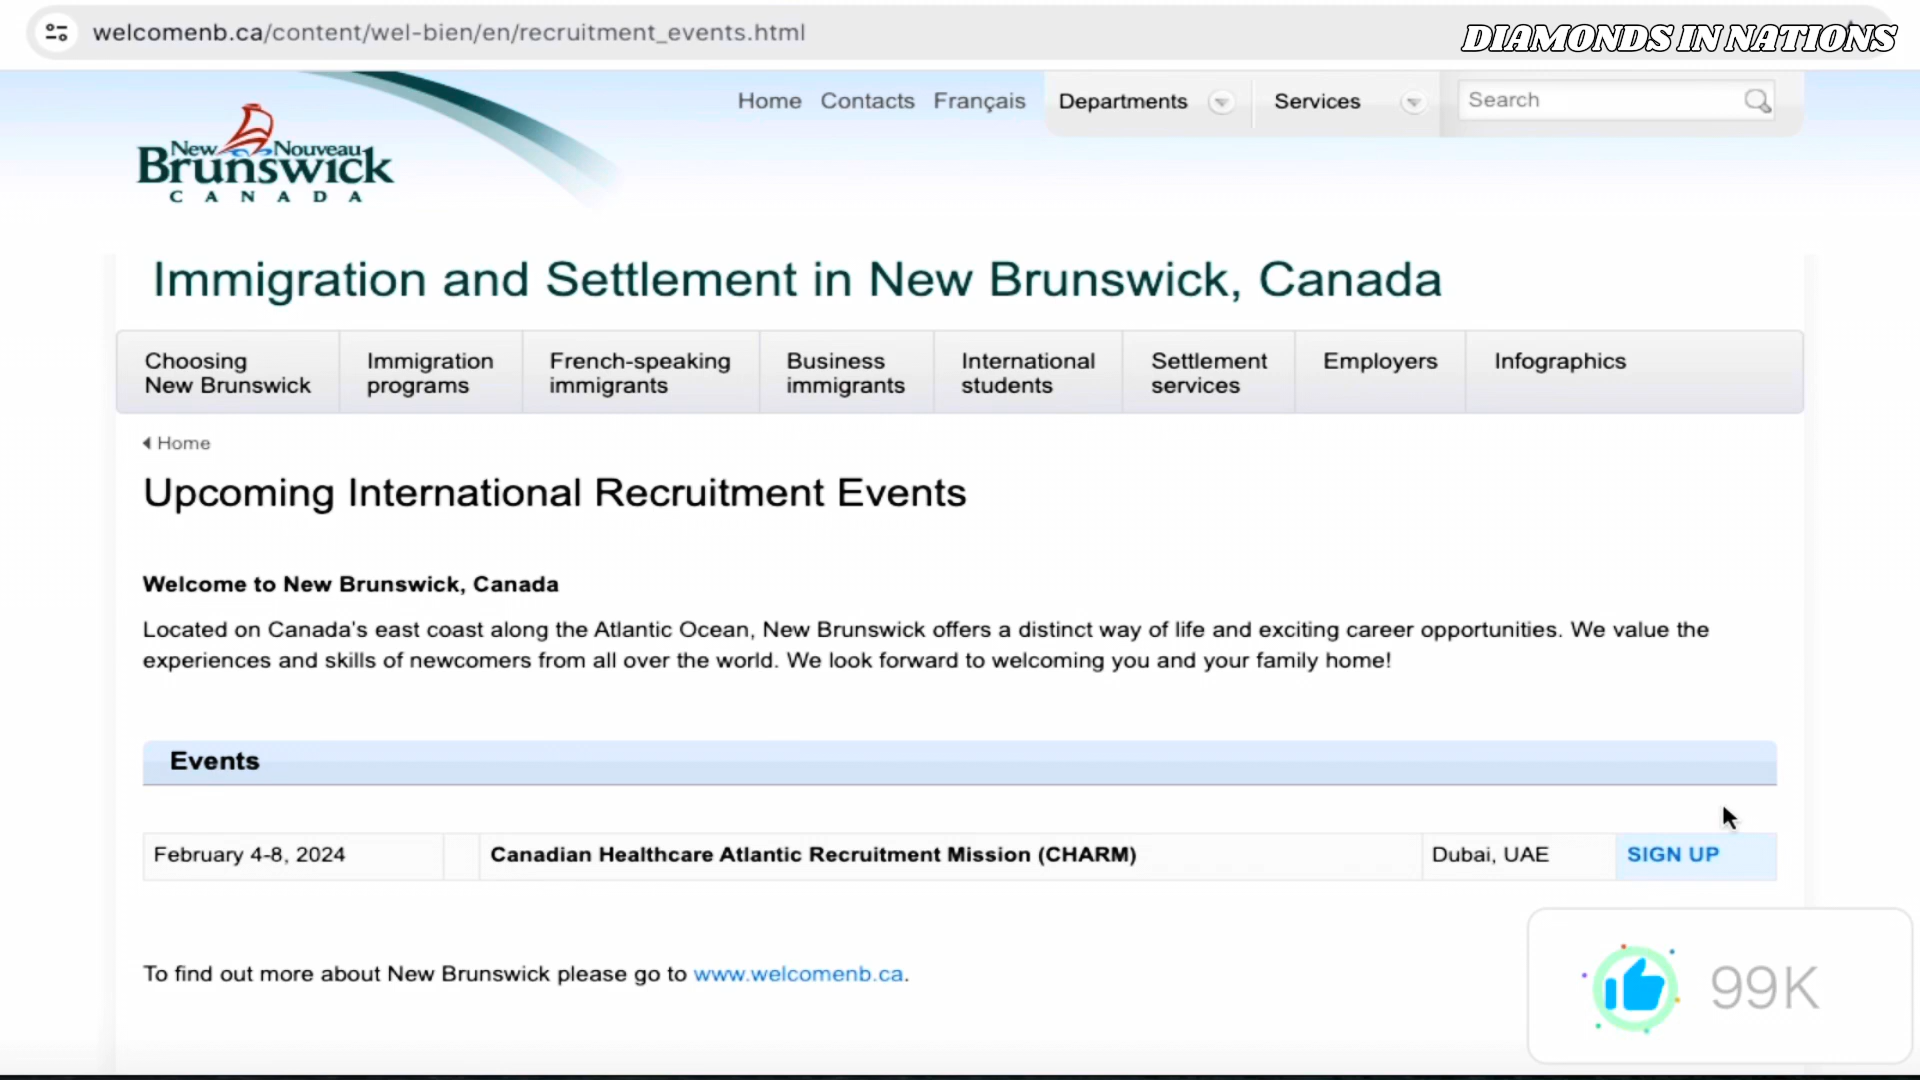 welcomenb.ca/content/wel-bien/en/recruitment_events.html
DIAMONDS IN NATIONS
Home Contacts Français Departments Services Search
New Nouveau
Brunswick
CANADA
Immigration and Settlement in New Brunswick, Canada
Choosing
New Brunswick
Immigration
programs
French-speaking
immigrants
Business
immigrants
International
students
Settlement
services
Employers
Infographics
Home
Upcoming International Recruitment Events
Welcome to New Brunswick, Canada
Located on Canada's east coast along the Atlantic Ocean, New Brunswick offers a distinct way of life and exciting career opportunities. We value the
experiences and skills of newcomers from all over the world. We look forward to welcoming you and your family home!
Events
February 4-8, 2024 Canadian Healthcare Atlantic Recruitment Mission (CHARM) Dubai, UAE SIGN UP
To find out more about New Brunswick please go to www.welcomenb.ca.
99K